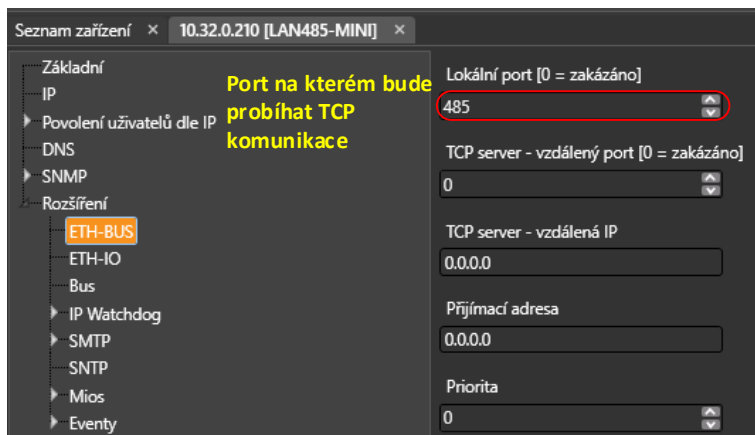 Seznam zařízení × 10.32.0.210 [LAN485-MINI] ×
Základní
IP
Povolení uživatelů dle IP
DNS
SNMP
Rozšíření
ETH-BUS
ETH-IO
Bus
IP Watchdog
SMTP
SNTP
Mios
Eventy
Port na kterém bude
probíhat TCP
komunikace
Lokální port [0 = zakázáno]
485
TCP server - vzdálený port [0 = zakázáno]
0
TCP server - vzdálená IP
0.0.0.0
Přijímací adresa
0.0.0.0
Priorita
0